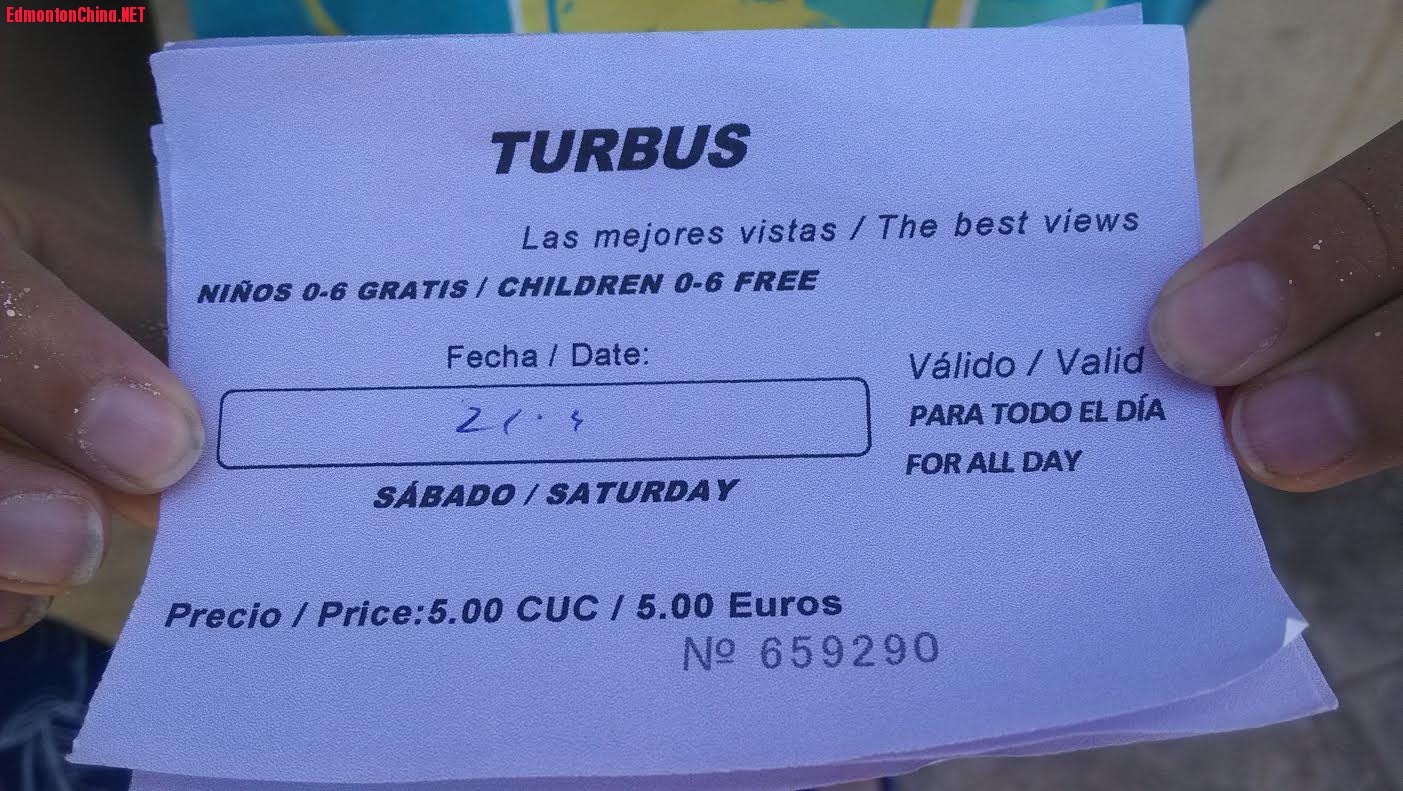 EdmontonChina.NET
TURBUS
Las mejores vistas / The best views
NIÑOS 0-6 GRATIS / CHILDREN 0-6 FREE
Fecha / Date:
SÁBADO / SATURDAY
Válido / Valid
PARA TODO EL DÍA
FOR ALL DAY
Precio / Price:5.00 CUC / 5.00 Euros
Nº 659290